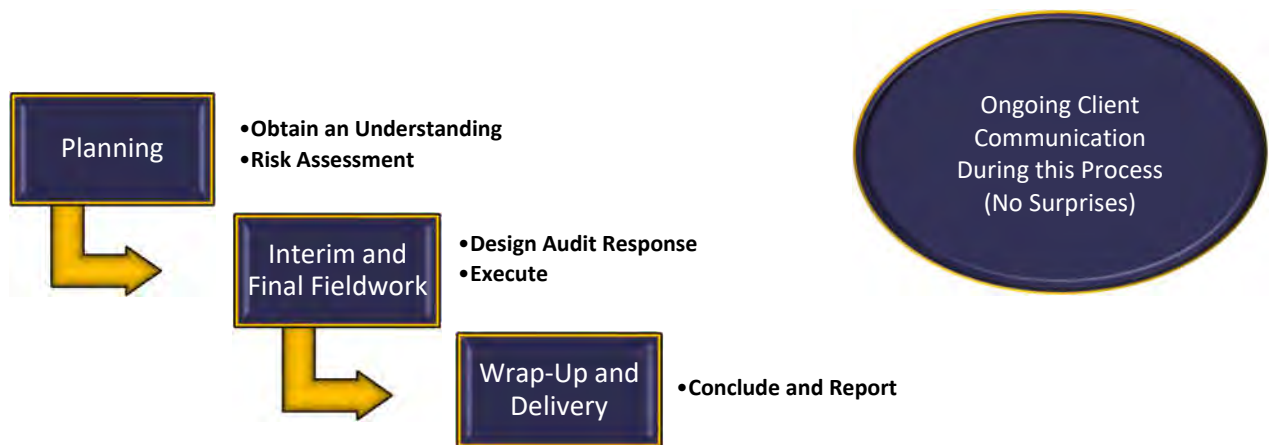 Planning
•Obtain an Understanding
•Risk Assessment
Ongoing Client
Communication
During this Process
(No Surprises)
Interim and
Final Fieldwork
•Design Audit Response
•Execute
Wrap-Up and
Delivery
•Conclude and Report